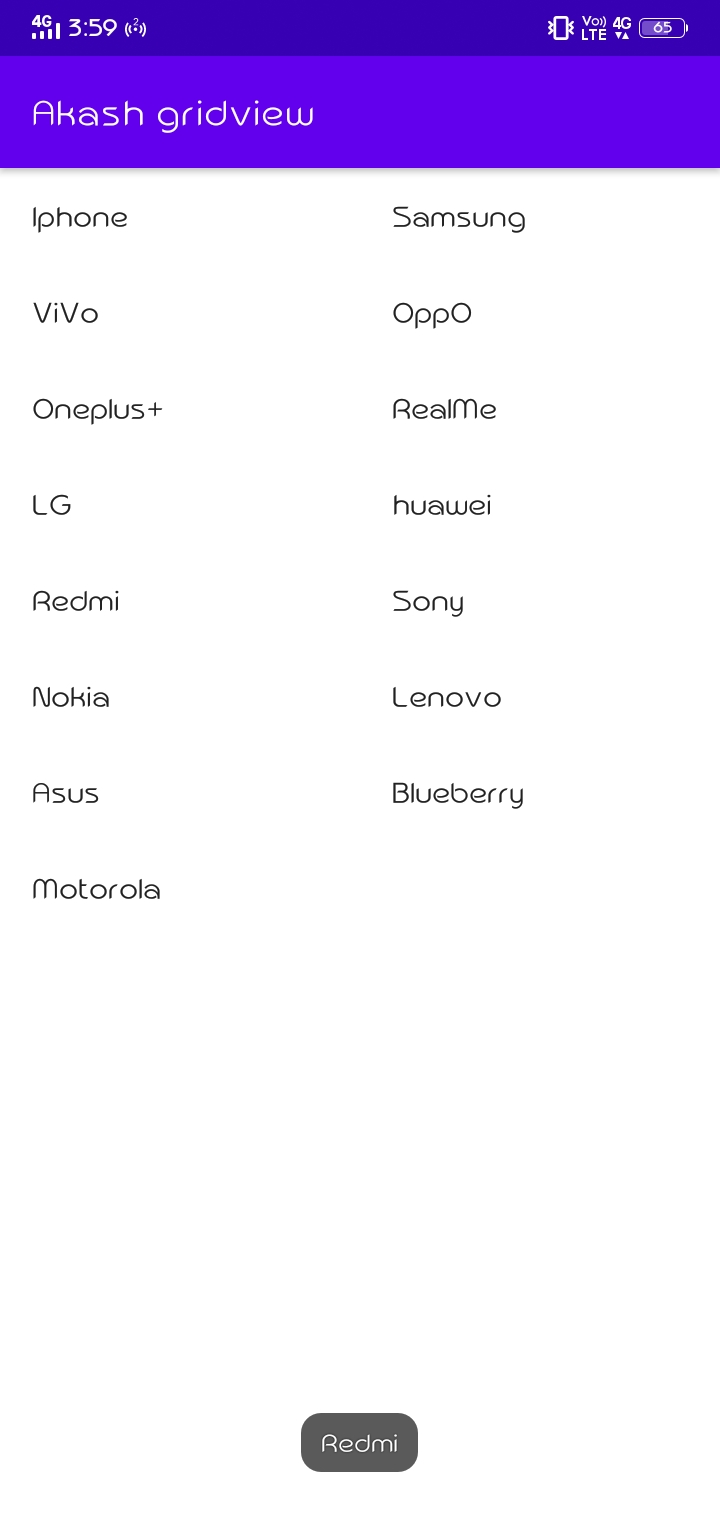 4G 3:59 2 Vo)) LTE 4G 65
Akash gridview
Iphone Samsung
ViVo OppO
Oneplus+ RealMe
LG huawei
Redmi Sony
Nokia Lenovo
Asus Blueberry
Motorola
Redmi